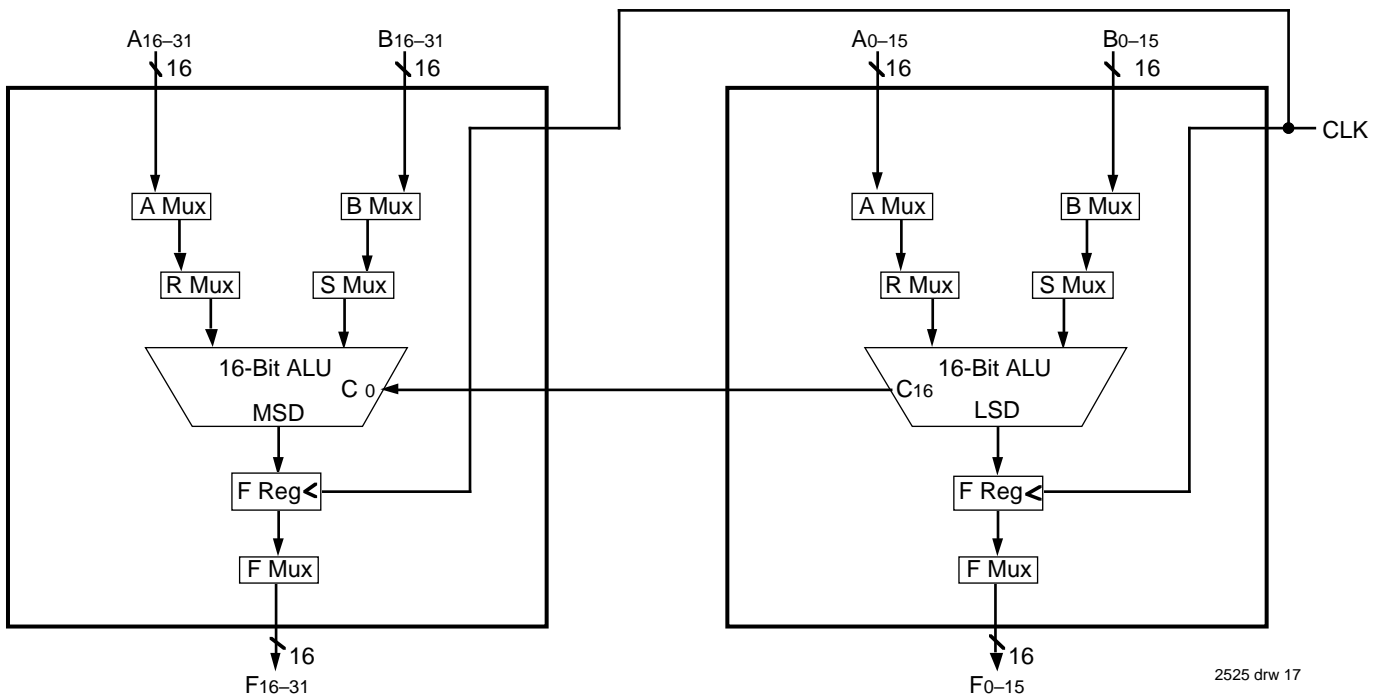 A16–31 B16–31 A0–15 B0–15
16 16 16 16
CLK
A Mux B Mux A Mux B Mux
R Mux S Mux R Mux S Mux
16-Bit ALU 16-Bit ALU
C 0 C16
MSD LSD
F Reg F Reg
F Mux F Mux
16 16
F16–31 F0–15
2525 drw 17